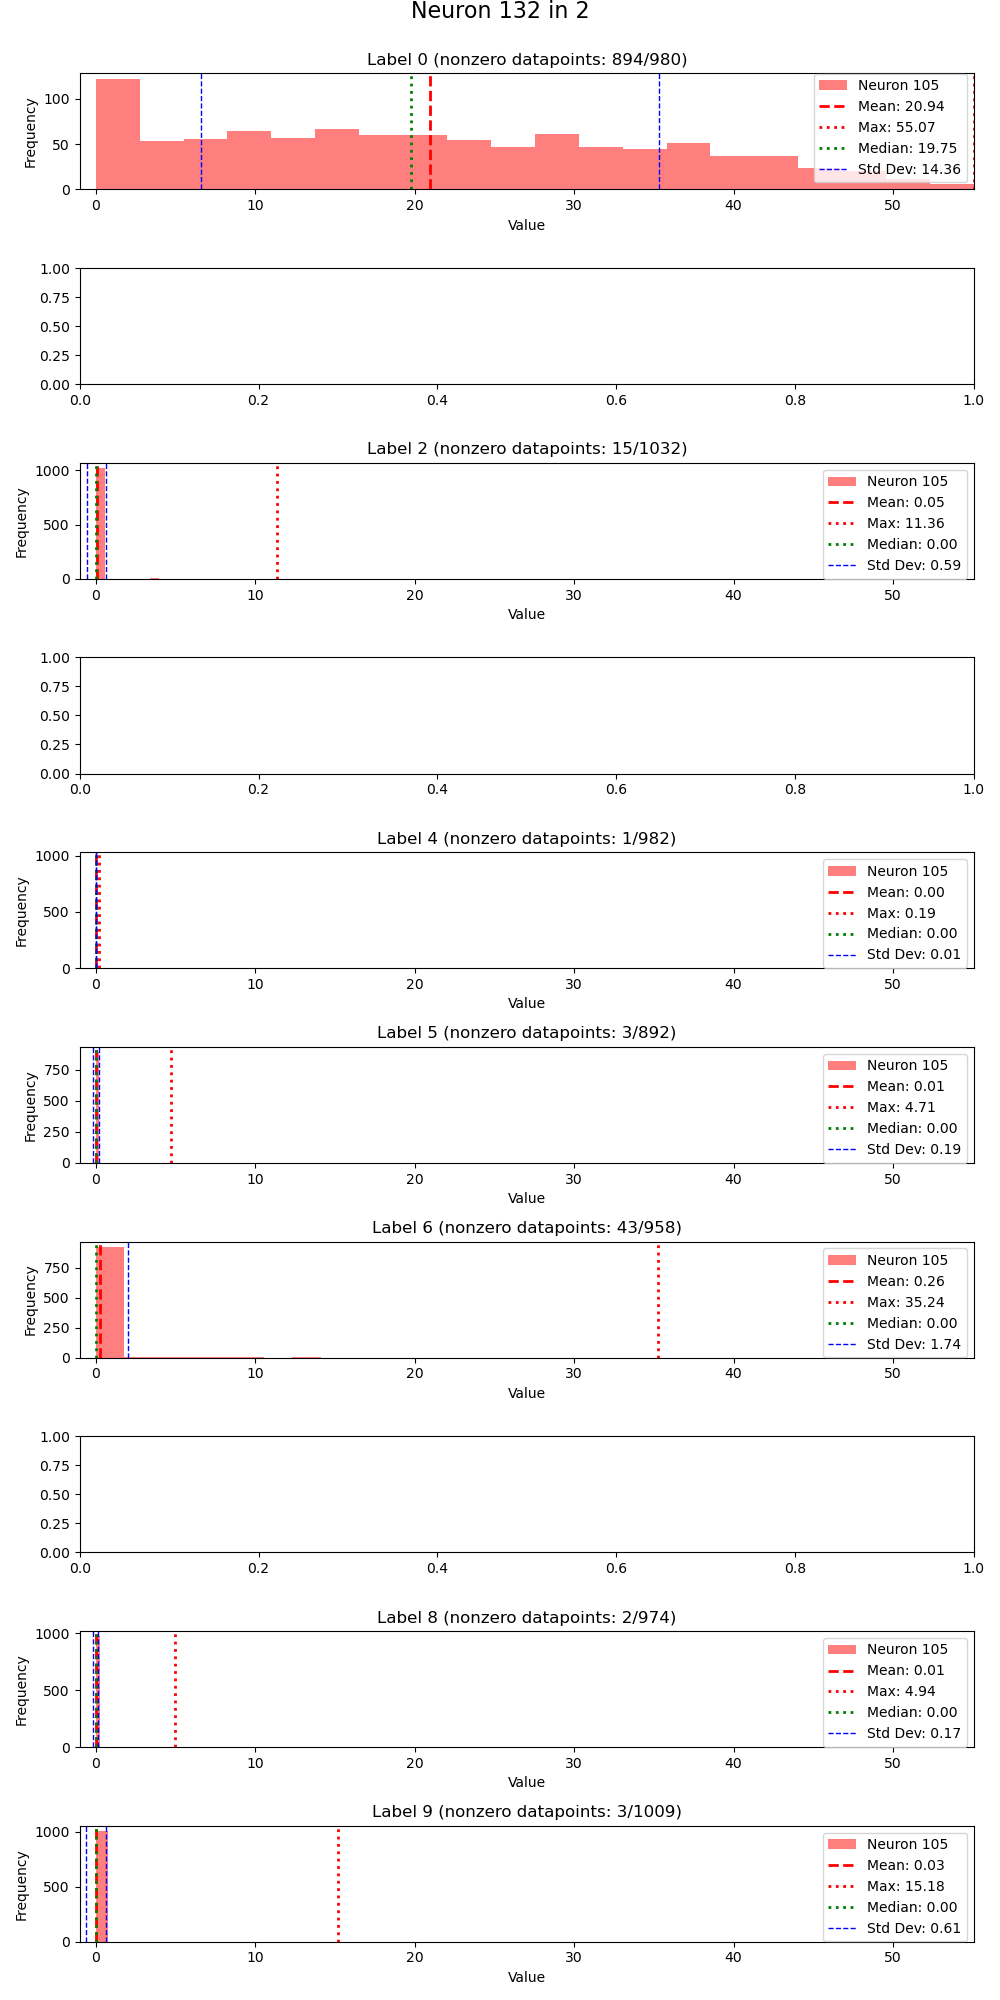 Neuron 132 in 2
Label 0 (nonzero datapoints: 894/980)
Frequency
100
50
0
Neuron 105
Mean: 20.94
Max: 55.07
Median: 19.75
Std Dev: 14.36
0 10 20 30 40 50
Value
1.00
0.75
0.50
0.25
0.00
0.0 0.2 0.4 0.6 0.8 1.0
Label 2 (nonzero datapoints: 15/1032)
Frequency
1000
500
0
Neuron 105
Mean: 0.05
Max: 11.36
Median: 0.00
Std Dev: 0.59
0 10 20 30 40 50
Value
1.00
0.75
0.50
0.25
0.00
0.0 0.2 0.4 0.6 0.8 1.0
Label 4 (nonzero datapoints: 1/982)
Frequency
1000
500
0
Neuron 105
Mean: 0.00
Max: 0.19
Median: 0.00
Std Dev: 0.01
0 10 20 30 40 50
Value
Label 5 (nonzero datapoints: 3/892)
Frequency
750
500
250
0
Neuron 105
Mean: 0.01
Max: 4.71
Median: 0.00
Std Dev: 0.19
0 10 20 30 40 50
Value
Label 6 (nonzero datapoints: 43/958)
Frequency
750
500
250
0
Neuron 105
Mean: 0.26
Max: 35.24
Median: 0.00
Std Dev: 1.74
0 10 20 30 40 50
Value
1.00
0.75
0.50
0.25
0.00
0.0 0.2 0.4 0.6 0.8 1.0
Label 8 (nonzero datapoints: 2/974)
Frequency
1000
500
0
Neuron 105
Mean: 0.01
Max: 4.94
Median: 0.00
Std Dev: 0.17
0 10 20 30 40 50
Value
Label 9 (nonzero datapoints: 3/1009)
Frequency
1000
500
0
Neuron 105
Mean: 0.03
Max: 15.18
Median: 0.00
Std Dev: 0.61
0 10 20 30 40 50
Value